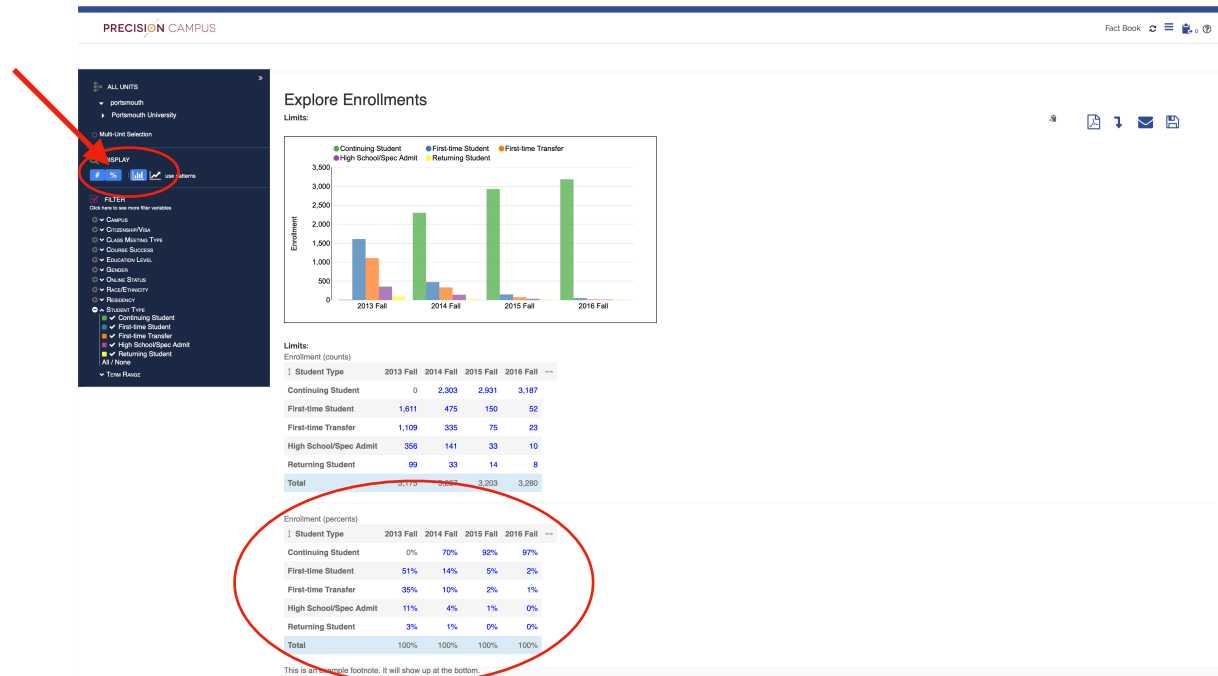 PRECISION CAMPUS
Fact Book 0
ALL UNITS
portsmouth
Portsmouth University
Multi-Unit Selection
DISPLAY
# % use patterns
FILTER
Click here to see more filter variables
Campus
Citizenship/Visa
Class Meeting Type
Course Success
Education Level
Gender
Online Status
Race/Ethnicity
Residency
Student Type
Continuing Student
First-time Student
First-time Transfer
High School/Spec Admit
Returning Student
All / None
Term Range
Explore Enrollments
Limits:
Continuing Student First-time Student First-time Transfer
High School/Spec Admit Returning Student
3,500
3,000
2,500
2,000
1,500
1,000
500
0
Enrollment
2013 Fall 2014 Fall 2015 Fall 2016 Fall
Limits:
Enrollment (counts)
Student Type 2013 Fall 2014 Fall 2015 Fall 2016 Fall
Continuing Student 0 2,303 2,931 3,187
First-time Student 1,611 475 150 52
First-time Transfer 1,109 335 75 23
High School/Spec Admit 356 141 33 10
Returning Student 99 33 14 8
Total 3,175 3,203 3,280
Enrollment (percents)
Student Type 2013 Fall 2014 Fall 2015 Fall 2016 Fall
Continuing Student 0% 70% 92% 97%
First-time Student 51% 14% 5% 2%
First-time Transfer 35% 10% 2% 1%
High School/Spec Admit 11% 4% 1% 0%
Returning Student 3% 1% 0% 0%
Total 100% 100% 100% 100%
This is an example footnote. It will show up at the bottom.